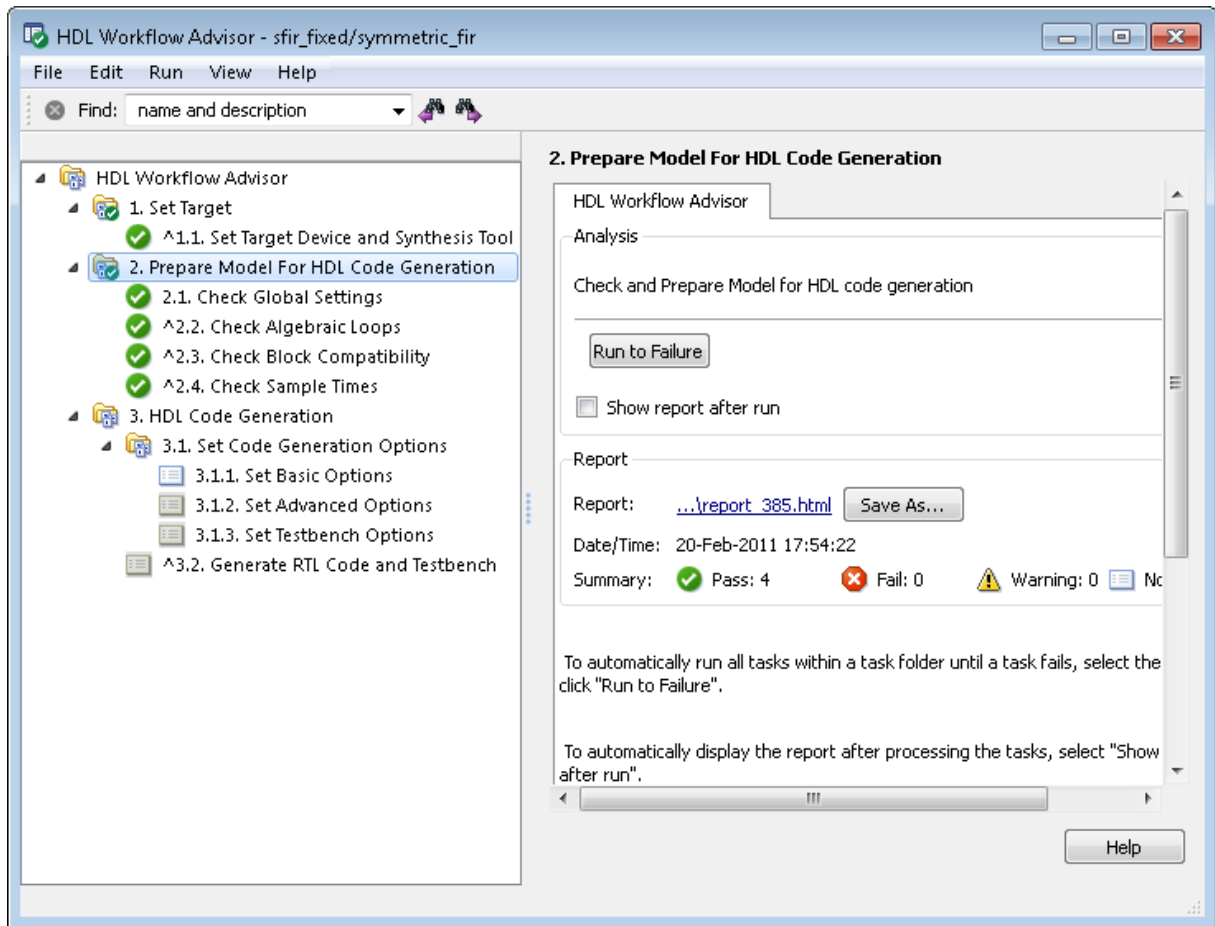 HDL Workflow Advisor - sfir_fixed/symmetric_fir
File Edit Run View Help
Find: name and description
HDL Workflow Advisor
1. Set Target
^1.1. Set Target Device and Synthesis Tool
2. Prepare Model For HDL Code Generation
2.1. Check Global Settings
^2.2. Check Algebraic Loops
^2.3. Check Block Compatibility
^2.4. Check Sample Times
3. HDL Code Generation
3.1. Set Code Generation Options
3.1.1. Set Basic Options
3.1.2. Set Advanced Options
3.1.3. Set Testbench Options
^3.2. Generate RTL Code and Testbench
2. Prepare Model For HDL Code Generation
HDL Workflow Advisor
Analysis
Check and Prepare Model for HDL code generation
Run to Failure
Show report after run
Report
Report: ...\report_385.html Save As...
Date/Time: 20-Feb-2011 17:54:22
Summary: Pass: 4 Fail: 0 Warning: 0
To automatically run all tasks within a task folder until a task fails, select the
click "Run to Failure".
To automatically display the report after processing the tasks, select "Show
after run".
Help